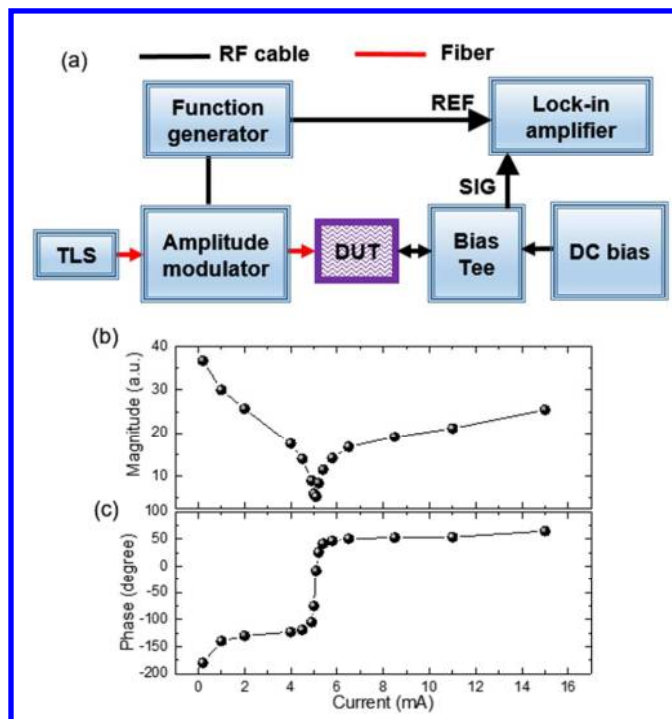 (a)
RF cable Fiber
Function generator
REF
Lock-in amplifier
SIG
TLS
Amplitude modulator
DUT
Bias Tee
DC bias
(b)
Magnitude (a.u.)
40
30
20
10
(c)
Phase (degree)
100
50
0
-50
-100
-150
-200
0 2 4 6 8 10 12 14 16
Current (mA)